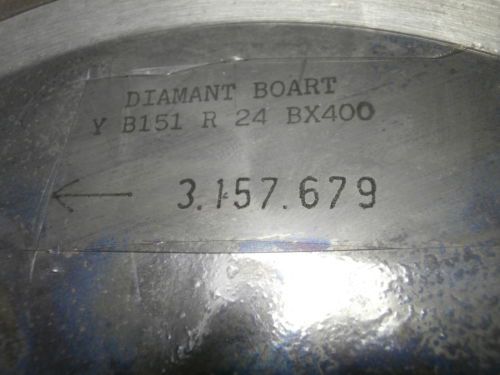 DIAMANT BOART
Y B151 R 24 BX400
← 3.157.679